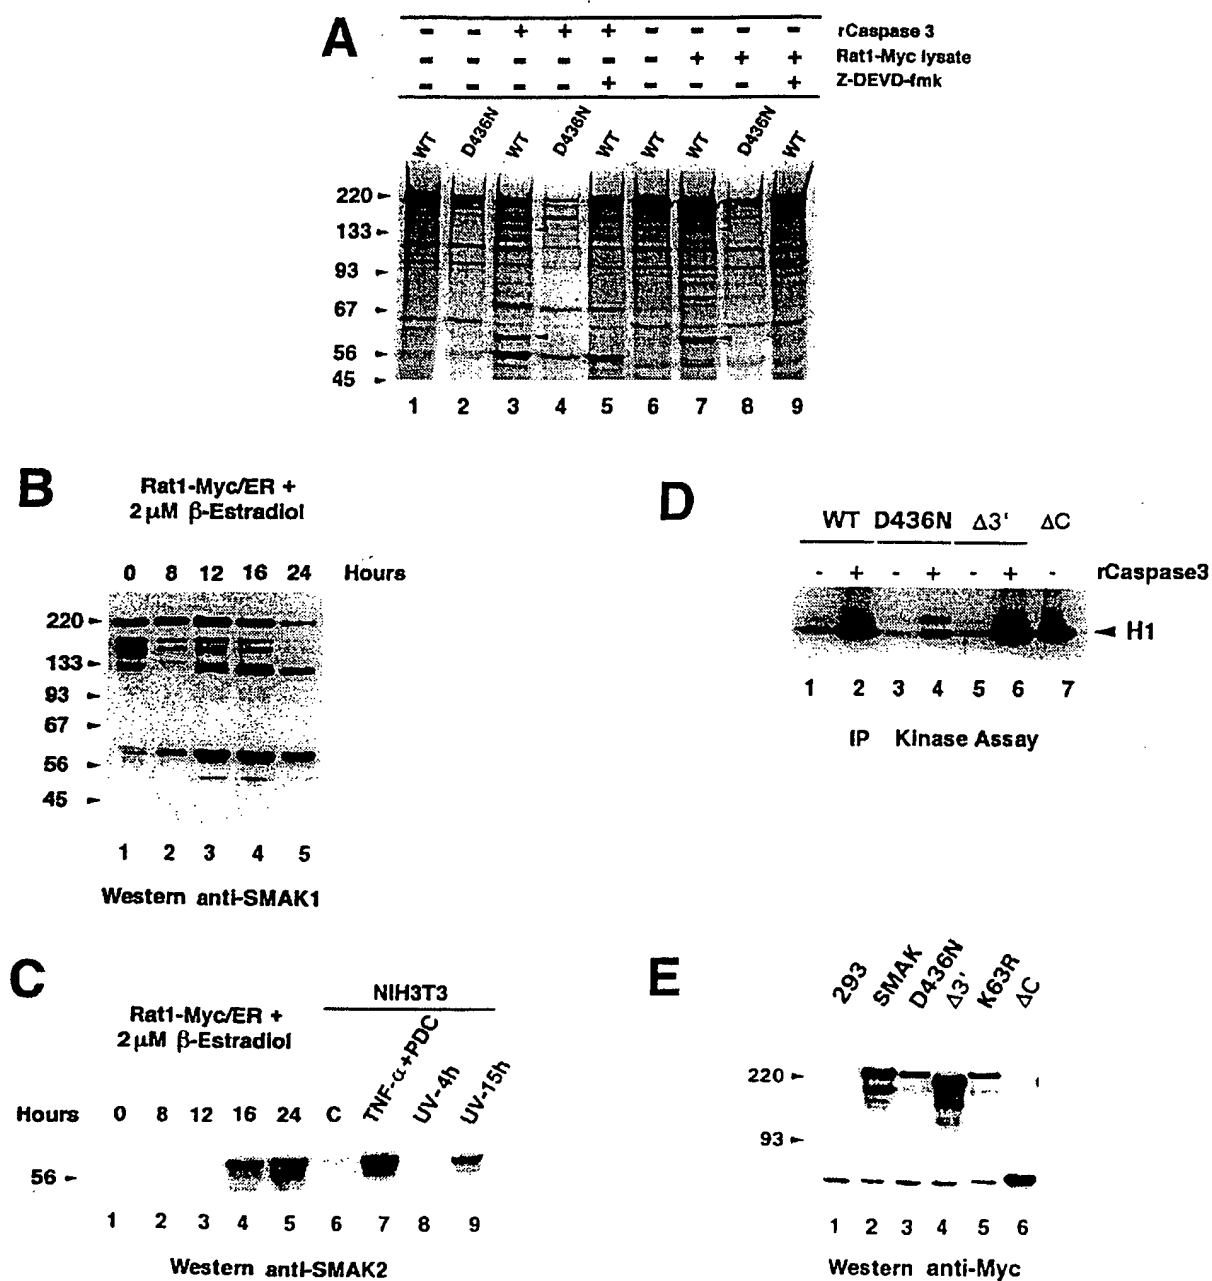 A
- - + + + - - - - rCaspase 3
- - - - - - + + + Rat1-Myc lysate
- - - - + - - - + Z-DEVD-fmk
WT D436N WT D436N WT WT WT D436N WT
220
133
93
67
56
45
1 2 3 4 5 6 7 8 9
B
Rat1-Myc/ER +
2 µM β-Estradiol
0 8 12 16 24 Hours
220
133
93
67
56
45
1 2 3 4 5
Western anti-SMAK1
D
WT D436N Δ3' ΔC
- + - + - + - rCaspase3
H1
1 2 3 4 5 6 7
IP Kinase Assay
C
Rat1-Myc/ER +
2 µM β-Estradiol
NIH3T3
Hours 0 8 12 16 24 C TNF-α+PDC UV-4h UV-15h
56
1 2 3 4 5 6 7 8 9
Western anti-SMAK2
E
293 SMAK D436N Δ3' K63R ΔC
220
93
1 2 3 4 5 6
Western anti-Myc